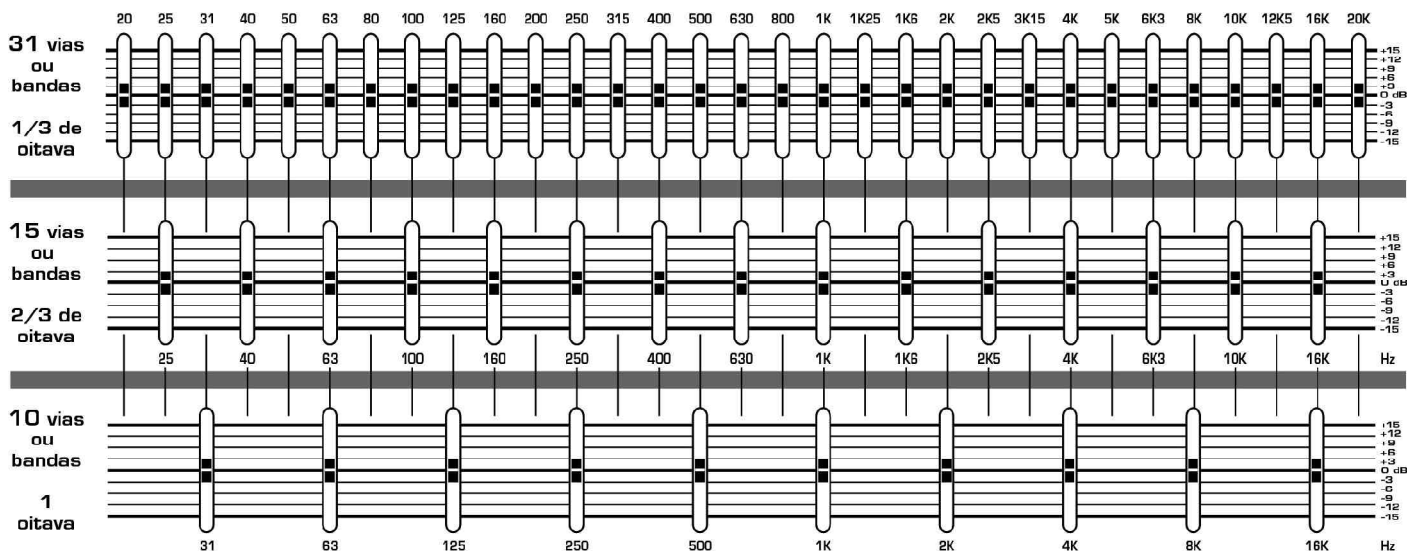 20 25 31 40 50 63 80 100 125 160 200 250 315 400 500 630 800 1K 1K25 1K6 2K 2K5 3K15 4K 5K 6K3 8K 10K 12K5 16K 20K
31 vias
ou
bandas
1/3 de
oitava
+15
+12
+9
+6
+3
0 dB
-3
-6
-9
-12
-15
15 vias
ou
bandas
2/3 de
oitava
+15
+12
+9
+6
+3
0 dB
-3
-6
-9
-12
-15
25 40 63 100 160 250 400 630 1K 1K6 2K5 4K 6K3 10K 16K Hz
10 vias
ou
bandas
1
oitava
+15
+12
+9
+6
+3
0 dB
-3
-6
-9
-12
-15
31 63 125 250 500 1K 2K 4K 8K 16K Hz